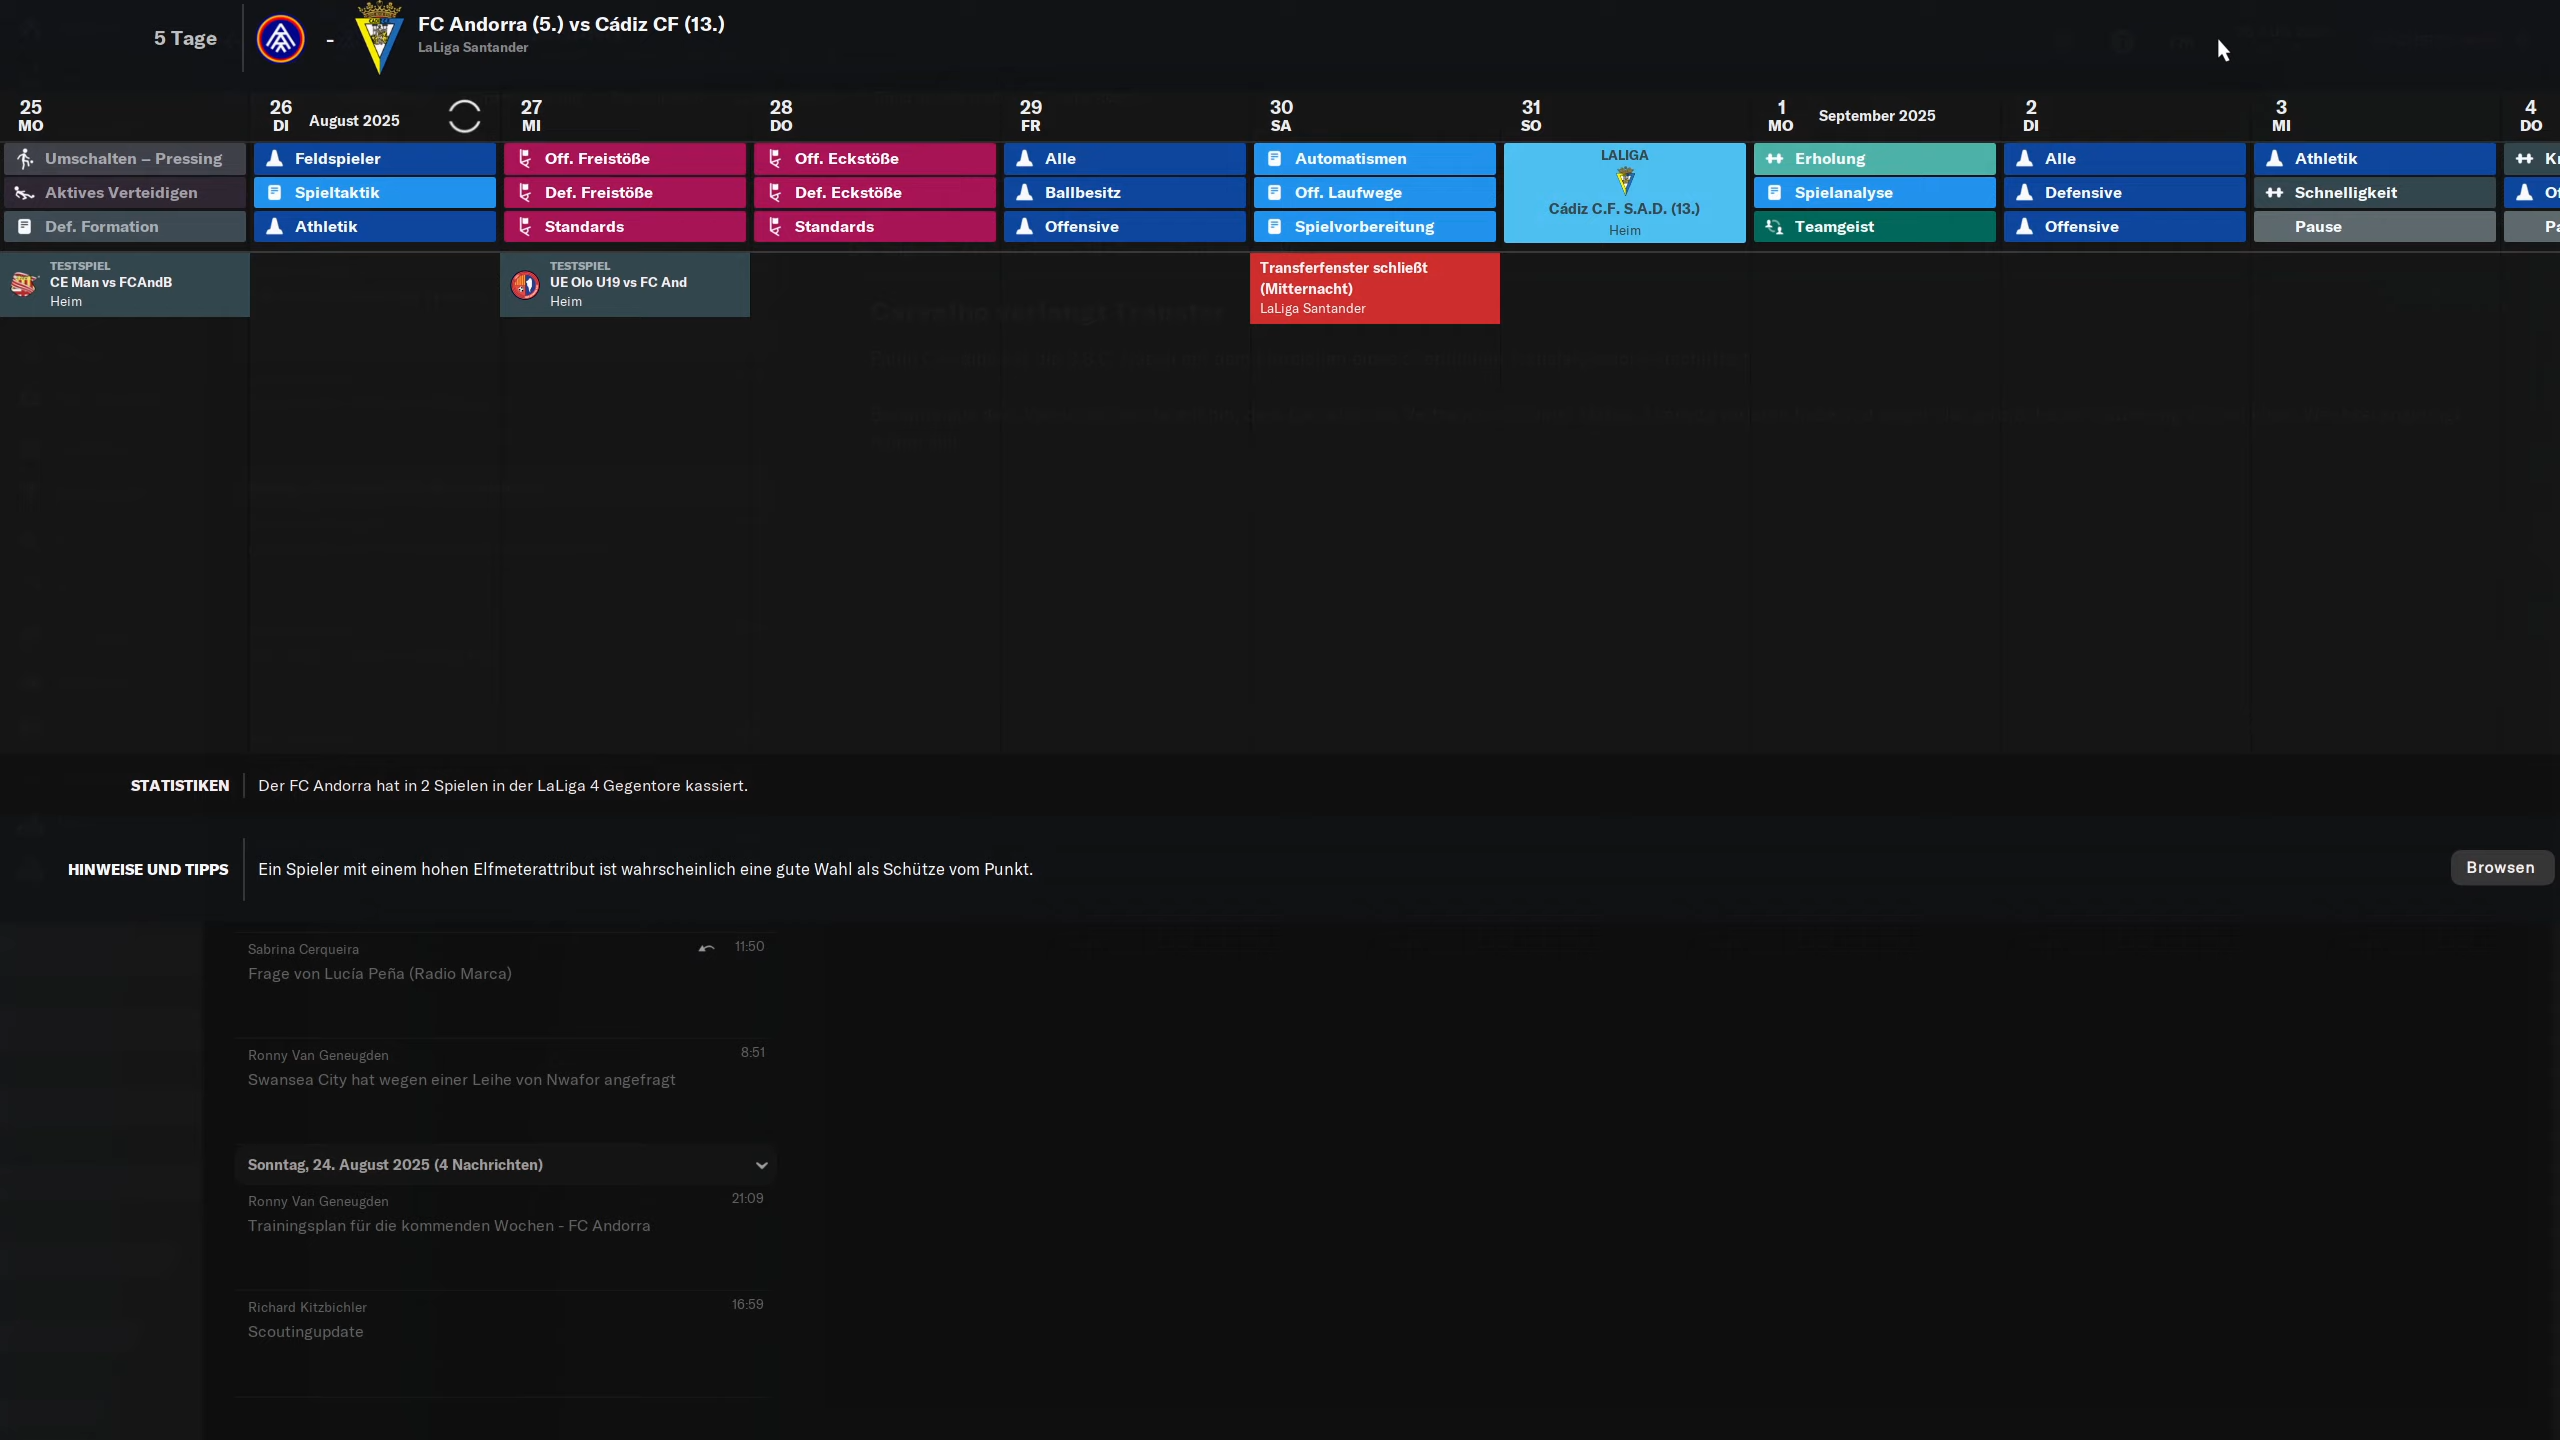 5 Tage
FC Andorra (5.) vs Cádiz CF (13.)
LaLiga Santander
25 MO
26 DI August 2025
27 MI
28 DO
29 FR
30 SA
31 SO
1 MO September 2025
2 DI
3 MI
4 DO
Umschalten – Pressing
Aktives Verteidigen
Def. Formation
Feldspieler
Spieltaktik
Athletik
Off. Freistöße
Def. Freistöße
Standards
Off. Eckstöße
Def. Eckstöße
Standards
Alle
Ballbesitz
Offensive
Automatismen
Off. Laufwege
Spielvorbereitung
LALIGA
Cádiz C.F. S.A.D. (13.)
Heim
Erholung
Spielanalyse
Teamgeist
Alle
Defensive
Offensive
Athletik
Schnelligkeit
Pause
TESTSPIEL
CE Man vs FCAndB
Heim
TESTSPIEL
UE Olo U19 vs FC And
Heim
Transferfenster schließt
(Mitternacht)
LaLiga Santander
STATISTIKEN
Der FC Andorra hat in 2 Spielen in der LaLiga 4 Gegentore kassiert.
HINWEISE UND TIPPS
Ein Spieler mit einem hohen Elfmeterattribut ist wahrscheinlich eine gute Wahl als Schütze vom Punkt.
Browsen
Sabrina Cerqueira 11:50
Frage von Lucía Peña (Radio Marca)
Ronny Van Geneugden 8:51
Swansea City hat wegen einer Leihe von Nwafor angefragt
Sonntag, 24. August 2025 (4 Nachrichten)
Ronny Van Geneugden 21:09
Trainingsplan für die kommenden Wochen - FC Andorra
Richard Kitzbichler 16:59
Scoutingupdate